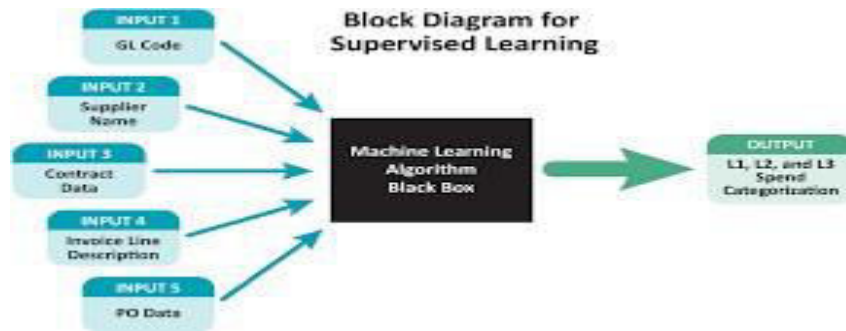 Block Diagram for
Supervised Learning
INPUT 1
GL Code
INPUT 2
Supplier
Name
INPUT 3
Contract
Data
INPUT 4
Invoice Line
Description
INPUT 5
PO Data
Machine Learning
Algorithm
Black Box
OUTPUT
L1, L2, and L3
Spend
Categorization